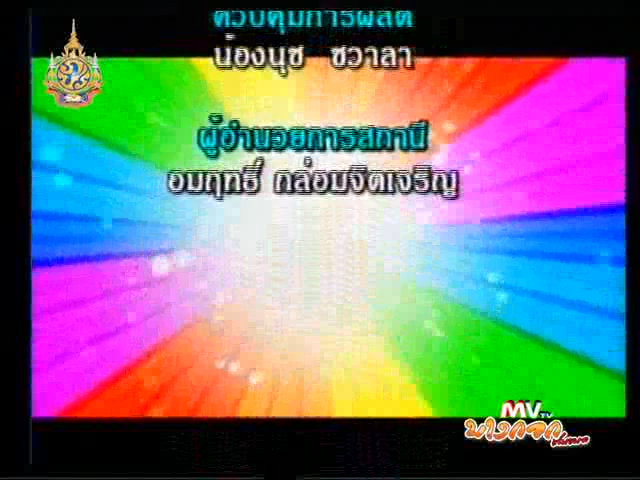 ควบคุมการผลิต
น้องนุช ชวาลา
ผู้อำนวยการสถานี
อมฤทธิ์ กล่อมจิตเจริญ
MV TV